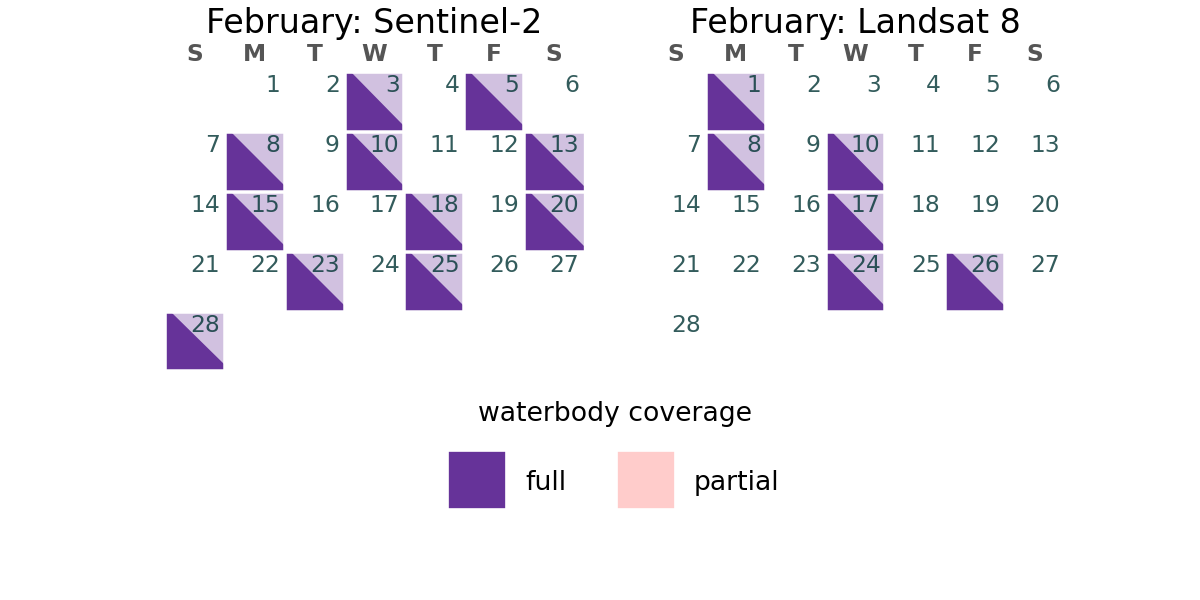 February: Sentinel-2
S M T W T F S
1 2 3 4 5 6
7 8 9 10 11 12 13
14 15 16 17 18 19 20
21 22 23 24 25 26 27
28
February: Landsat 8
S M T W T F S
1 2 3 4 5 6
7 8 9 10 11 12 13
14 15 16 17 18 19 20
21 22 23 24 25 26 27
28
waterbody coverage
full partial